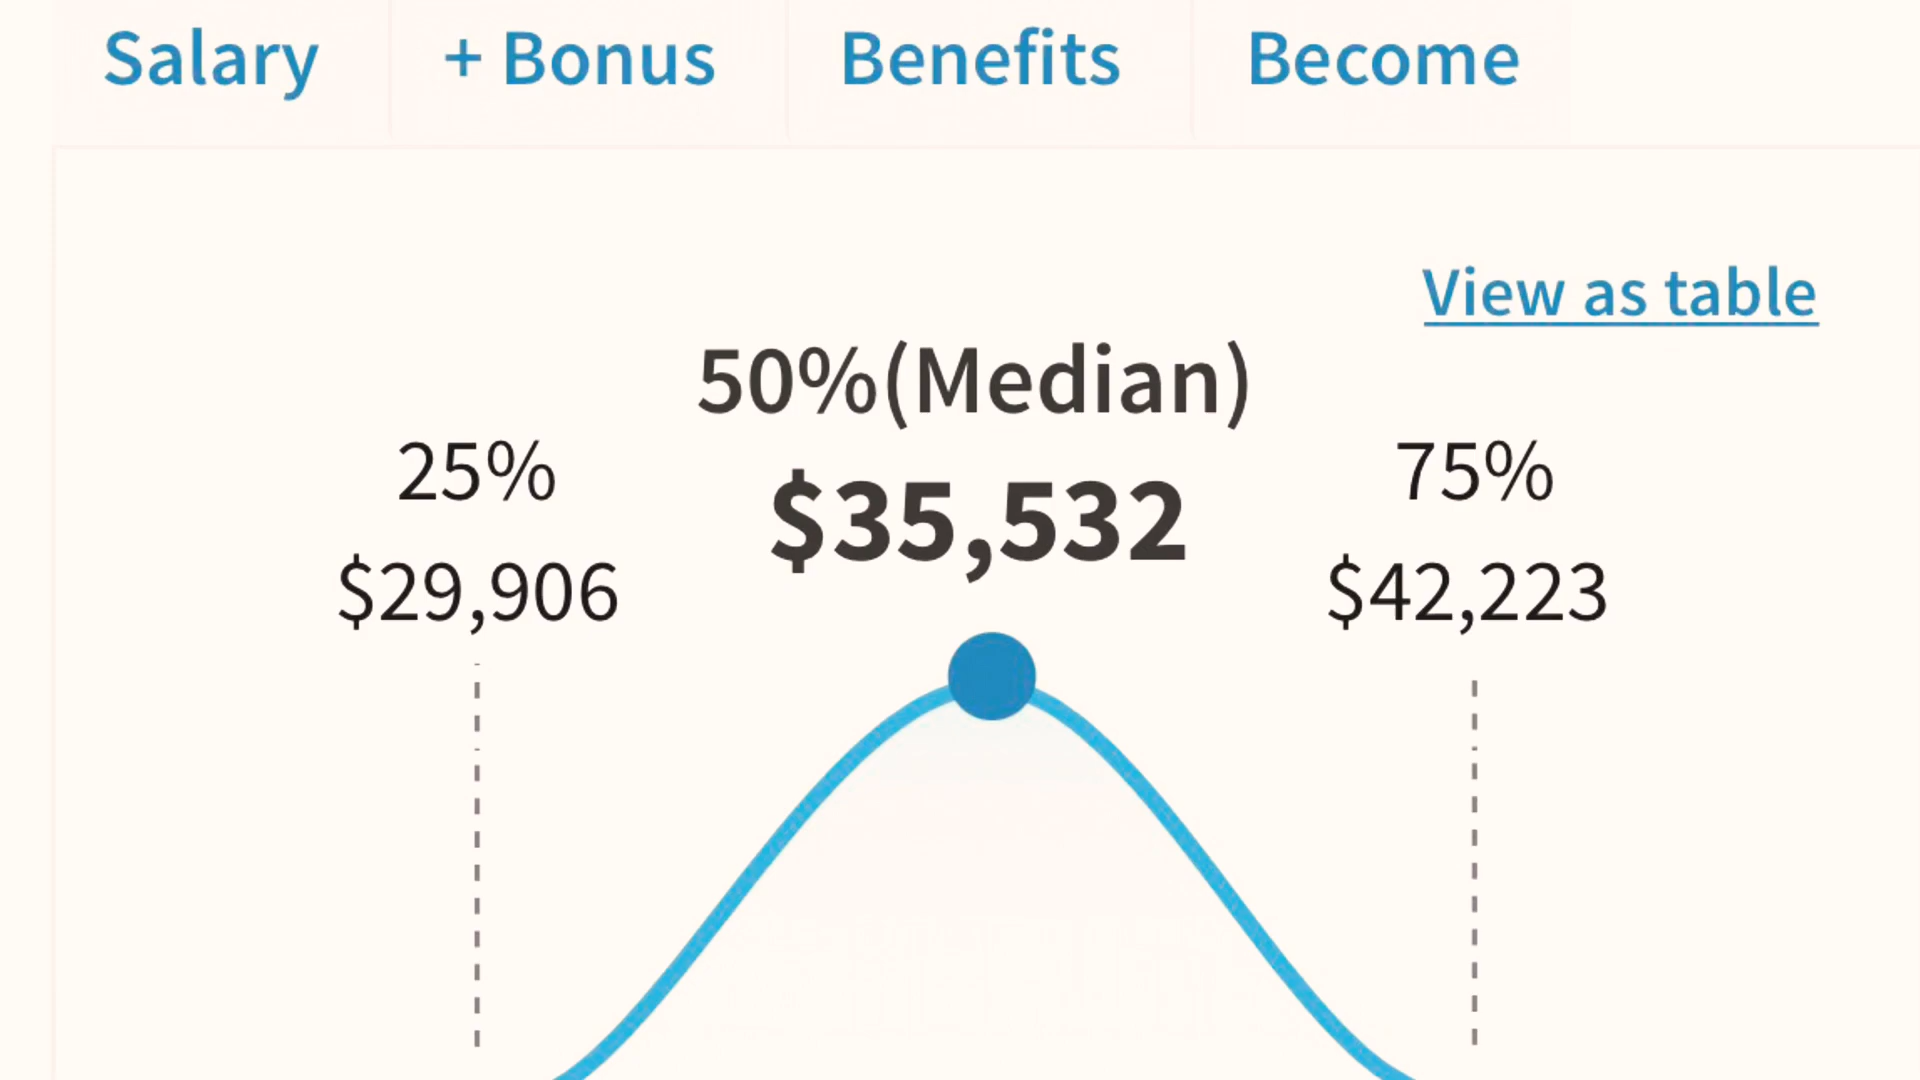 Salary + Bonus Benefits Become
View as table
50%(Median)
25% $35,532 75%
$29,906 $42,223